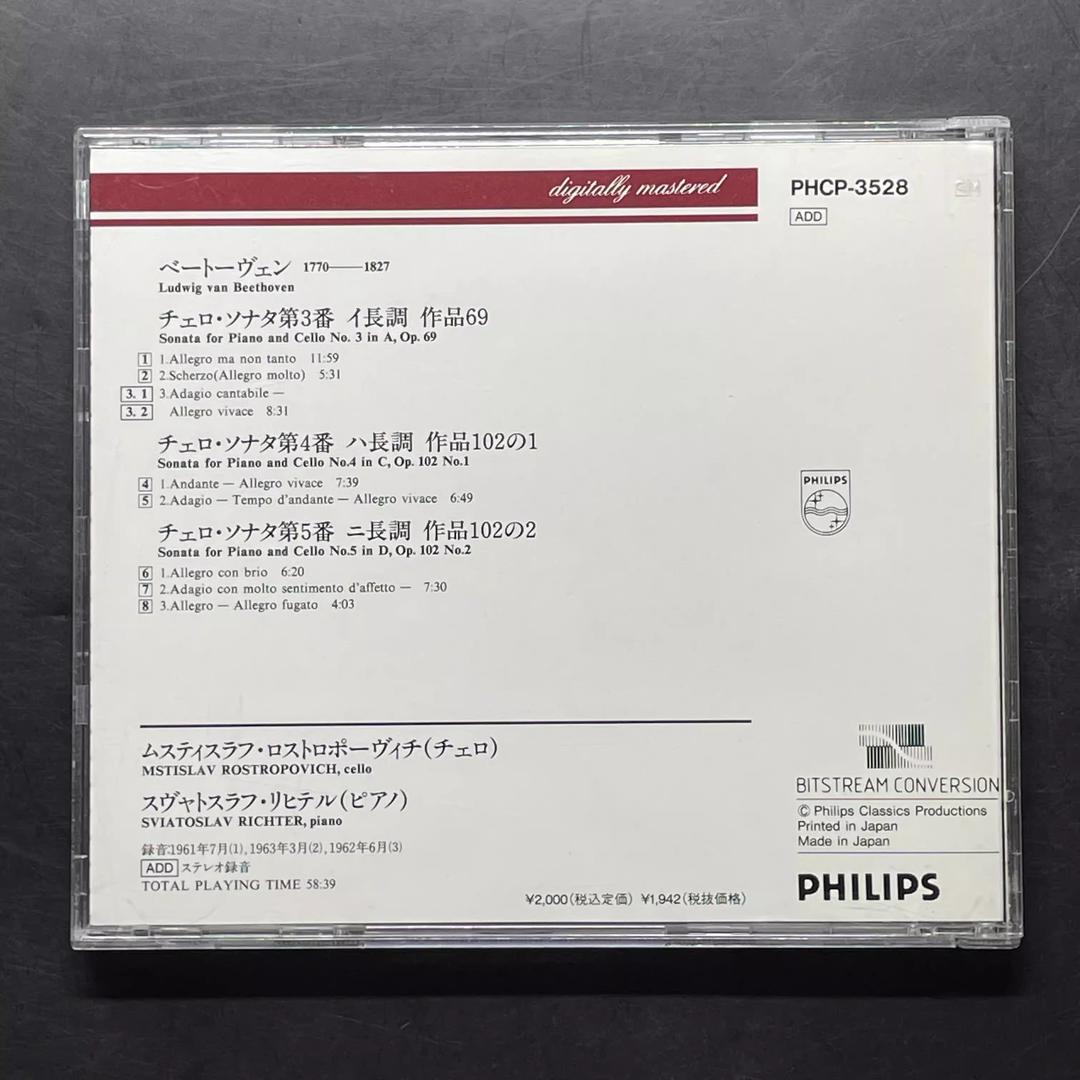 digitally mastered
PHCP-3528
ADD
ベートーヴェン 1770——1827
Ludwig van Beethoven
チェロ・ソナタ第3番 イ長調 作品69
Sonata for Piano and Cello No. 3 in A, Op. 69
1 1.Allegro ma non tanto 11:59
2 2.Scherzo(Allegro molto) 5:31
3. 1 3.Adagio cantabile —
3. 2 Allegro vivace 8:31
チェロ・ソナタ第4番 ハ長調 作品102の1
Sonata for Piano and Cello No.4 in C, Op. 102 No.1
4 1.Andante — Allegro vivace 7:39
5 2.Adagio — Tempo d'andante — Allegro vivace 6:49
チェロ・ソナタ第5番 ニ長調 作品102の2
Sonata for Piano and Cello No.5 in D, Op. 102 No.2
6 1.Allegro con brio 6:20
7 2.Adagio con molto sentimento d'affetto — 7:30
8 3.Allegro — Allegro fugato 4:03
PHILIPS
ムスティスラフ・ロストロポーヴィチ(チェロ)
MSTISLAV ROSTROPOVICH, cello
スヴャトスラフ・リヒテル(ピアノ)
SVIATOSLAV RICHTER, piano
録音:1961年7月(1), 1963年3月(2), 1962年6月(3)
ADD ステレオ録音
TOTAL PLAYING TIME 58:39
¥2,000(税込定価) ¥1,942(税抜価格)
BITSTREAM CONVERSION
© Philips Classics Productions
Printed in Japan
Made in Japan
PHILIPS